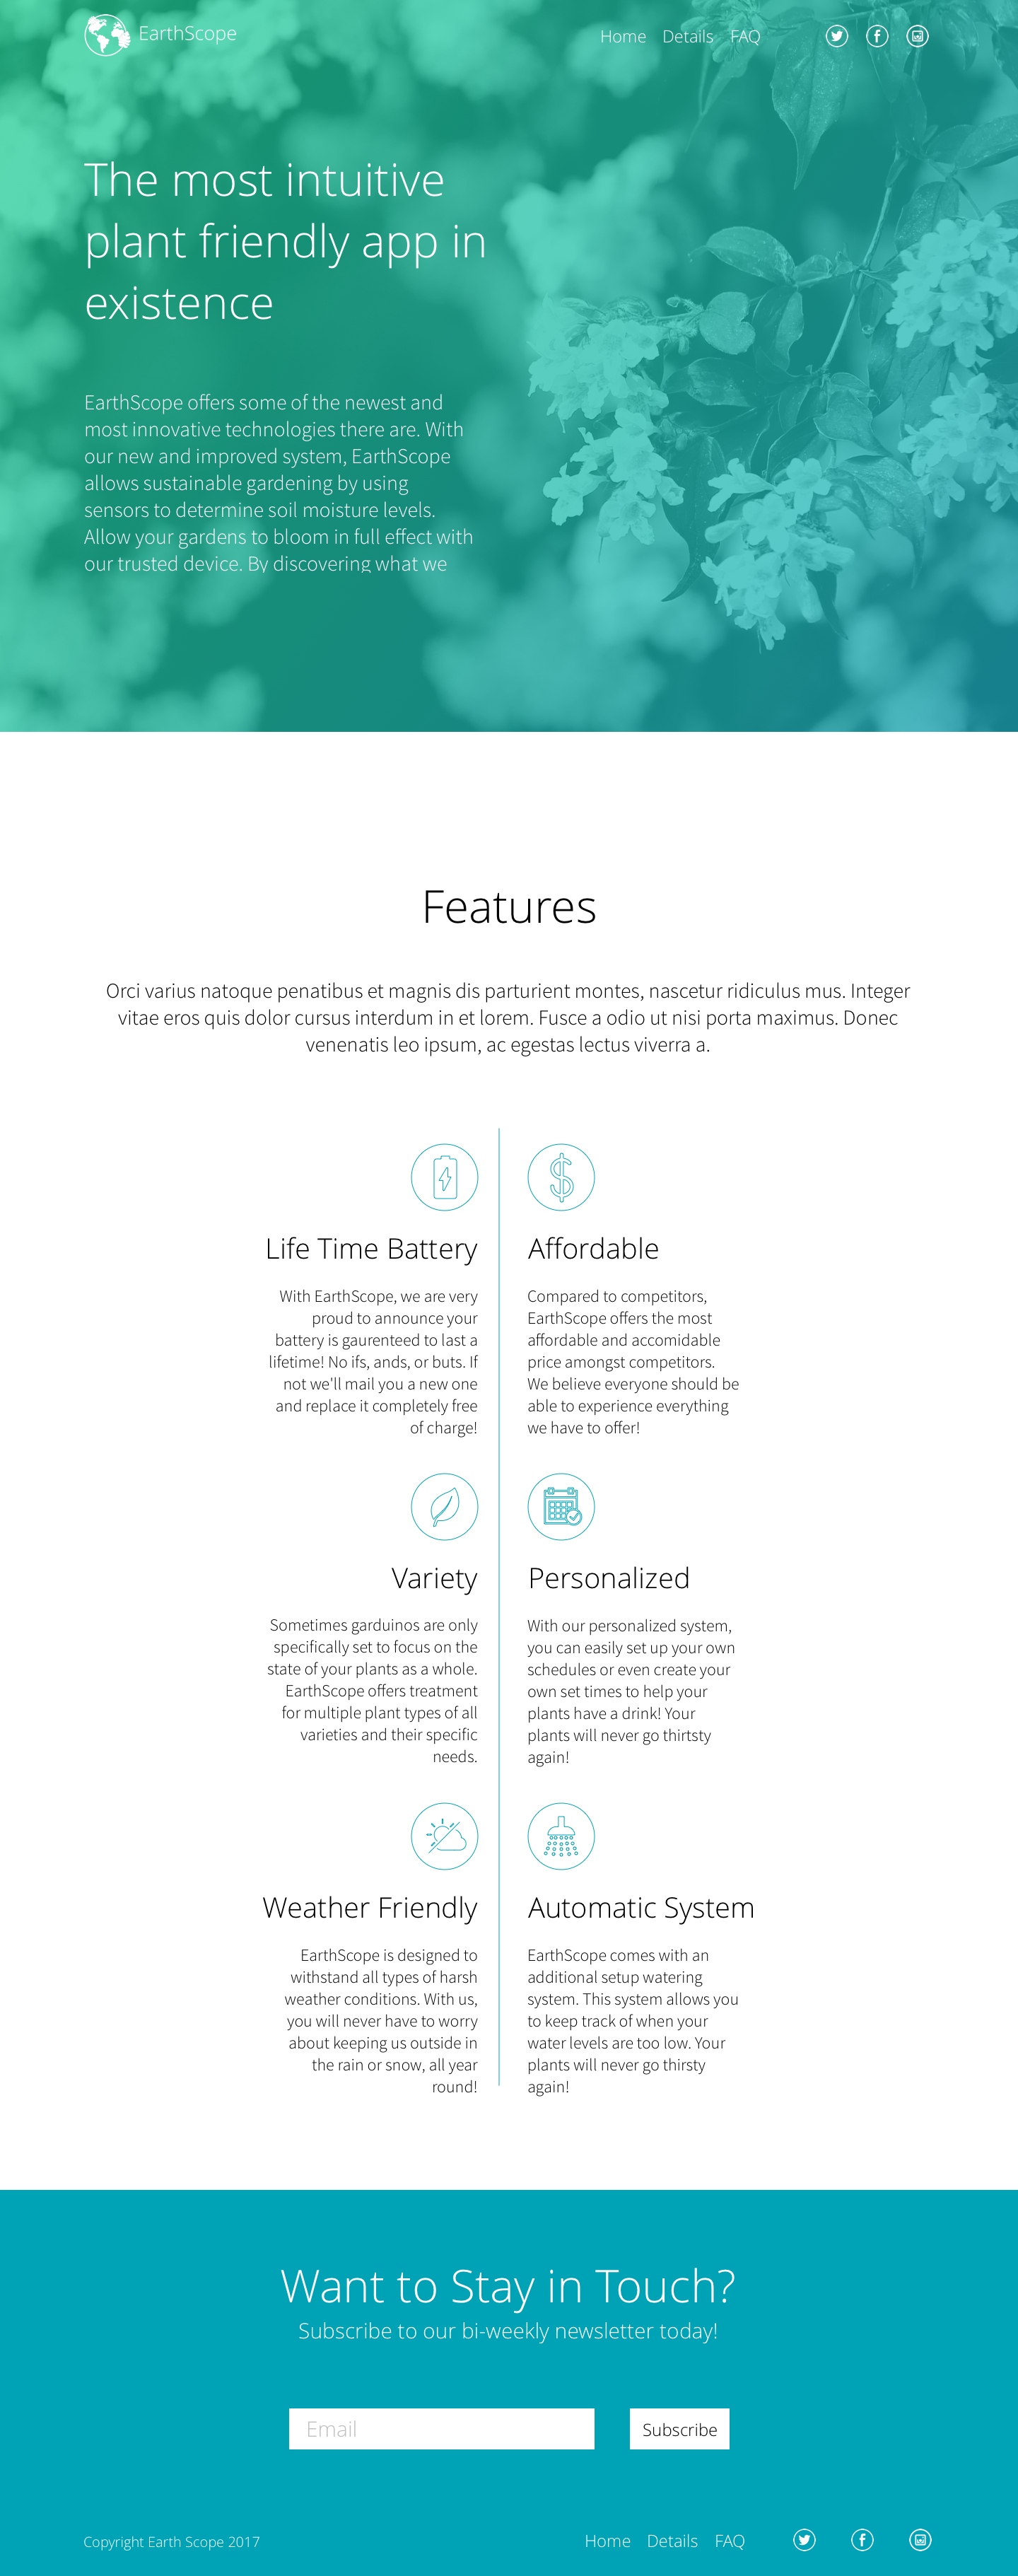 EarthScope
Home Details FAQ
The most intuitive
plant friendly app in
existence
EarthScope offers some of the newest and
most innovative technologies there are. With
our new and improved system, EarthScope
allows sustainable gardening by using
sensors to determine soil moisture levels.
Allow your gardens to bloom in full effect with
our trusted device. By discovering what we
Features
Orci varius natoque penatibus et magnis dis parturient montes, nascetur ridiculus mus. Integer
vitae eros quis dolor cursus interdum in et lorem. Fusce a odio ut nisi porta maximus. Donec
venenatis leo ipsum, ac egestas lectus viverra a.
Life Time Battery
With EarthScope, we are very
proud to announce your
battery is gaurenteed to last a
lifetime! No ifs, ands, or buts. If
not we'll mail you a new one
and replace it completely free
of charge!
Affordable
Compared to competitors,
EarthScope offers the most
affordable and accomidable
price amongst competitors.
We believe everyone should be
able to experience everything
we have to offer!
Variety
Sometimes garduinos are only
specifically set to focus on the
state of your plants as a whole.
EarthScope offers treatment
for multiple plant types of all
varieties and their specific
needs.
Personalized
With our personalized system,
you can easily set up your own
schedules or even create your
own set times to help your
plants have a drink! Your
plants will never go thirtsty
again!
Weather Friendly
EarthScope is designed to
withstand all types of harsh
weather conditions. With us,
you will never have to worry
about keeping us outside in
the rain or snow, all year
round!
Automatic System
EarthScope comes with an
additional setup watering
system. This system allows you
to keep track of when your
water levels are too low. Your
plants will never go thirsty
again!
Want to Stay in Touch?
Subscribe to our bi-weekly newsletter today!
Email
Subscribe
Copyright Earth Scope 2017
Home Details FAQ